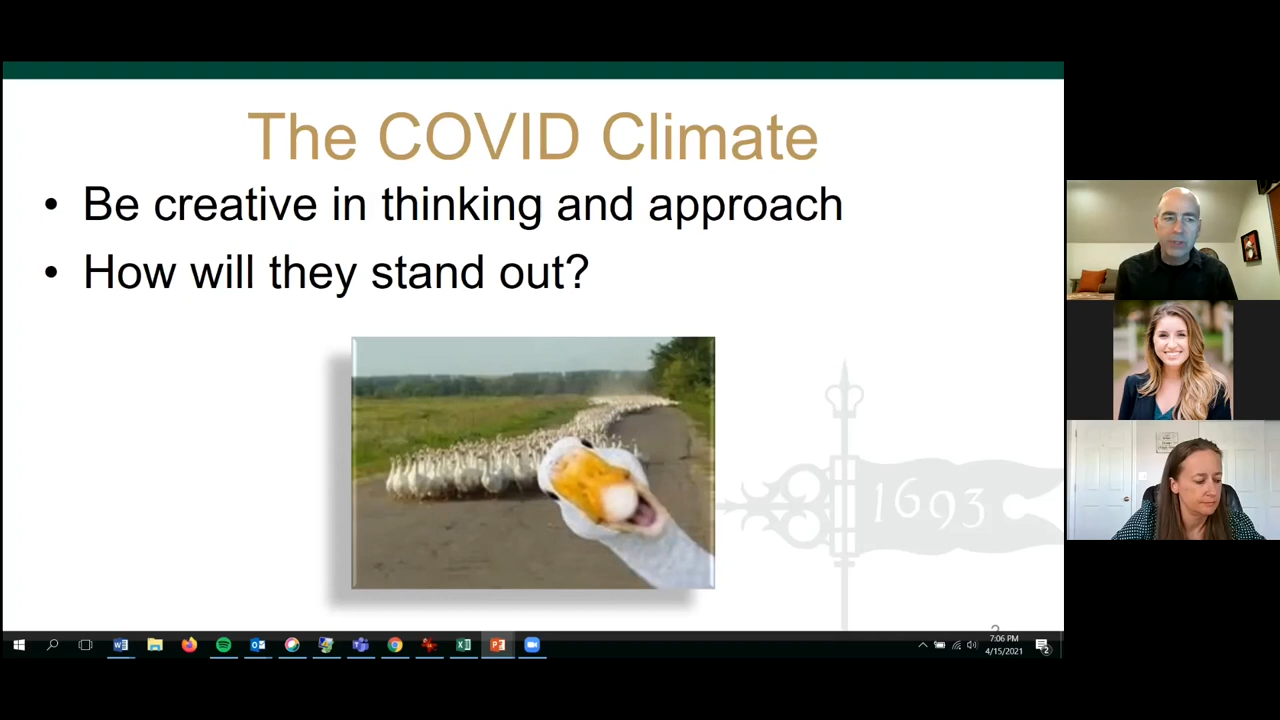 The COVID Climate
• Be creative in thinking and approach
• How will they stand out?
1693
7:06 PM
4/15/2021
2